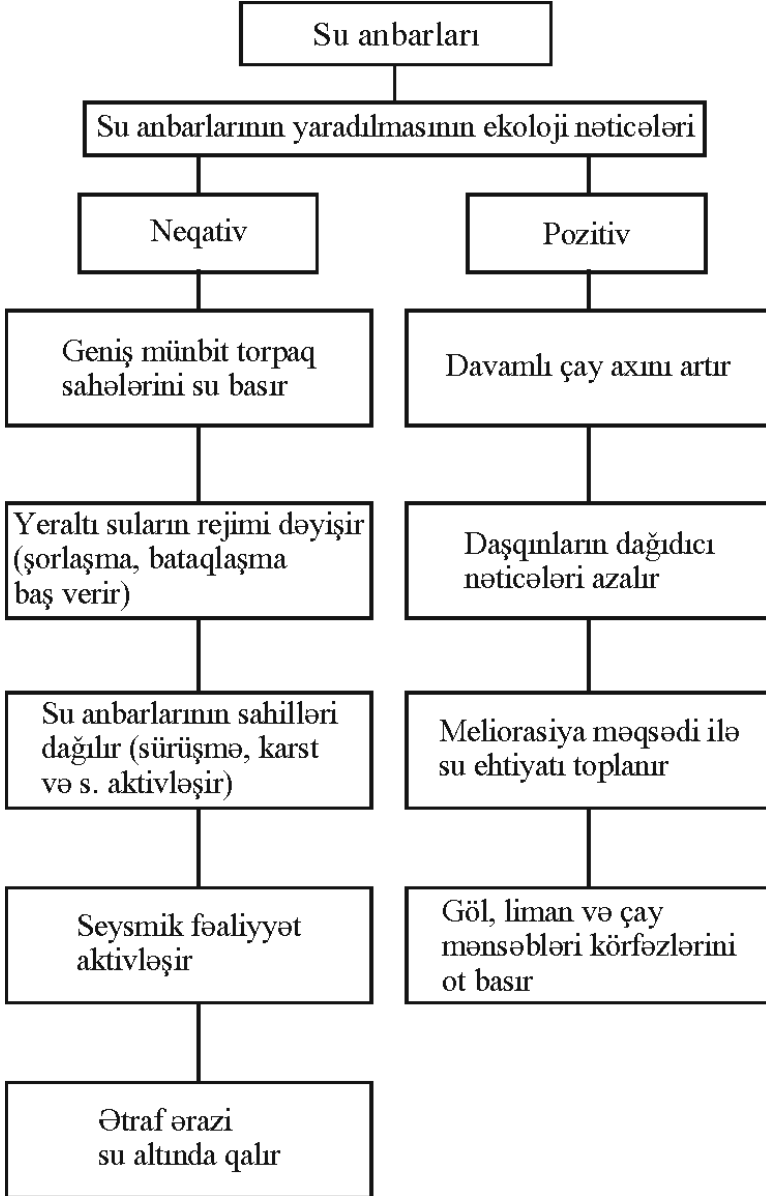 Su anbarları
Su anbarlarının yaradılmasının ekoloji nəticələri
Neqativ
Pozitiv
Geniş münbit torpaq
sahələrini su basır
Davamlı çay axını artır
Yeraltı suların rejimi dəyişir
(şorlaşma, bataqlaşma
baş verir)
Daşqınların dağıdıcı
nəticələri azalır
Su anbarlarının sahilləri
dağılır (sürüşmə, karst
və s. aktivləşir)
Meliorasiya məqsədi ilə
su ehtiyatı toplanır
Seysmik fəaliyyət
aktivləşir
Göl, liman və çay
mənsəbləri körfəzlərini
ot basır
Ətraf ərazi
su altında qalır